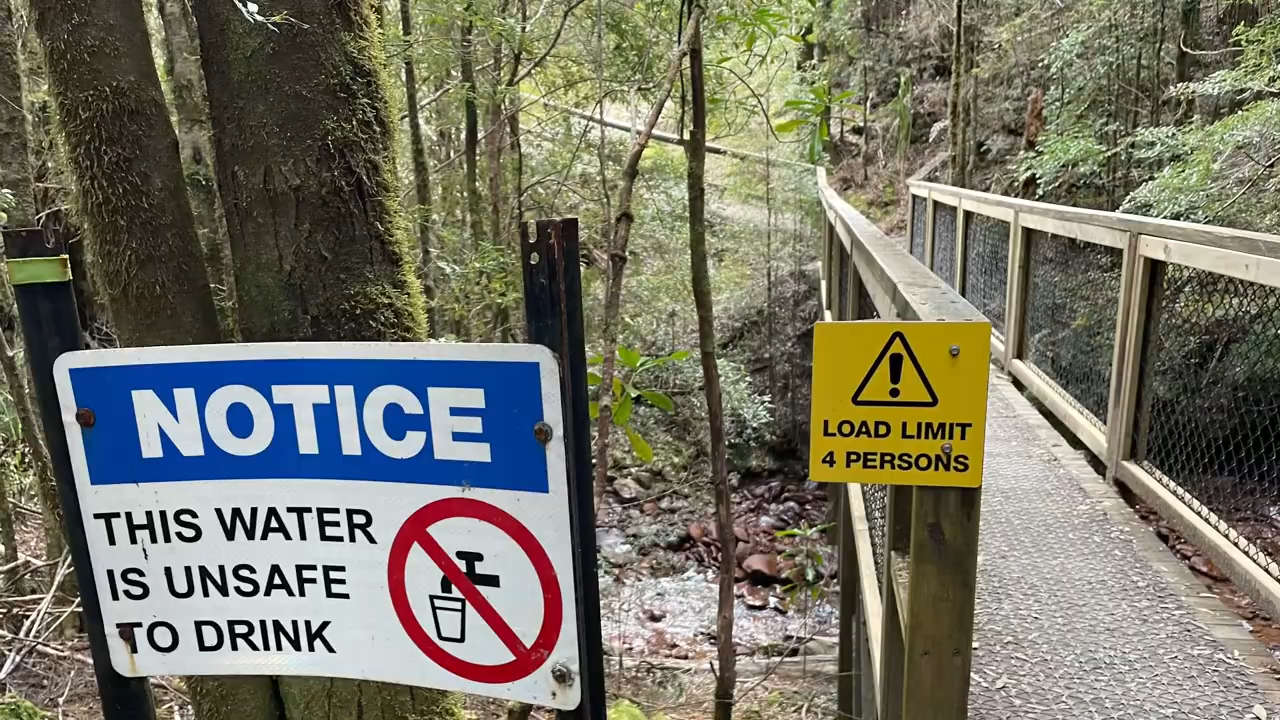 NOTICE
THIS WATER
IS UNSAFE
TO DRINK
LOAD LIMIT
4 PERSONS